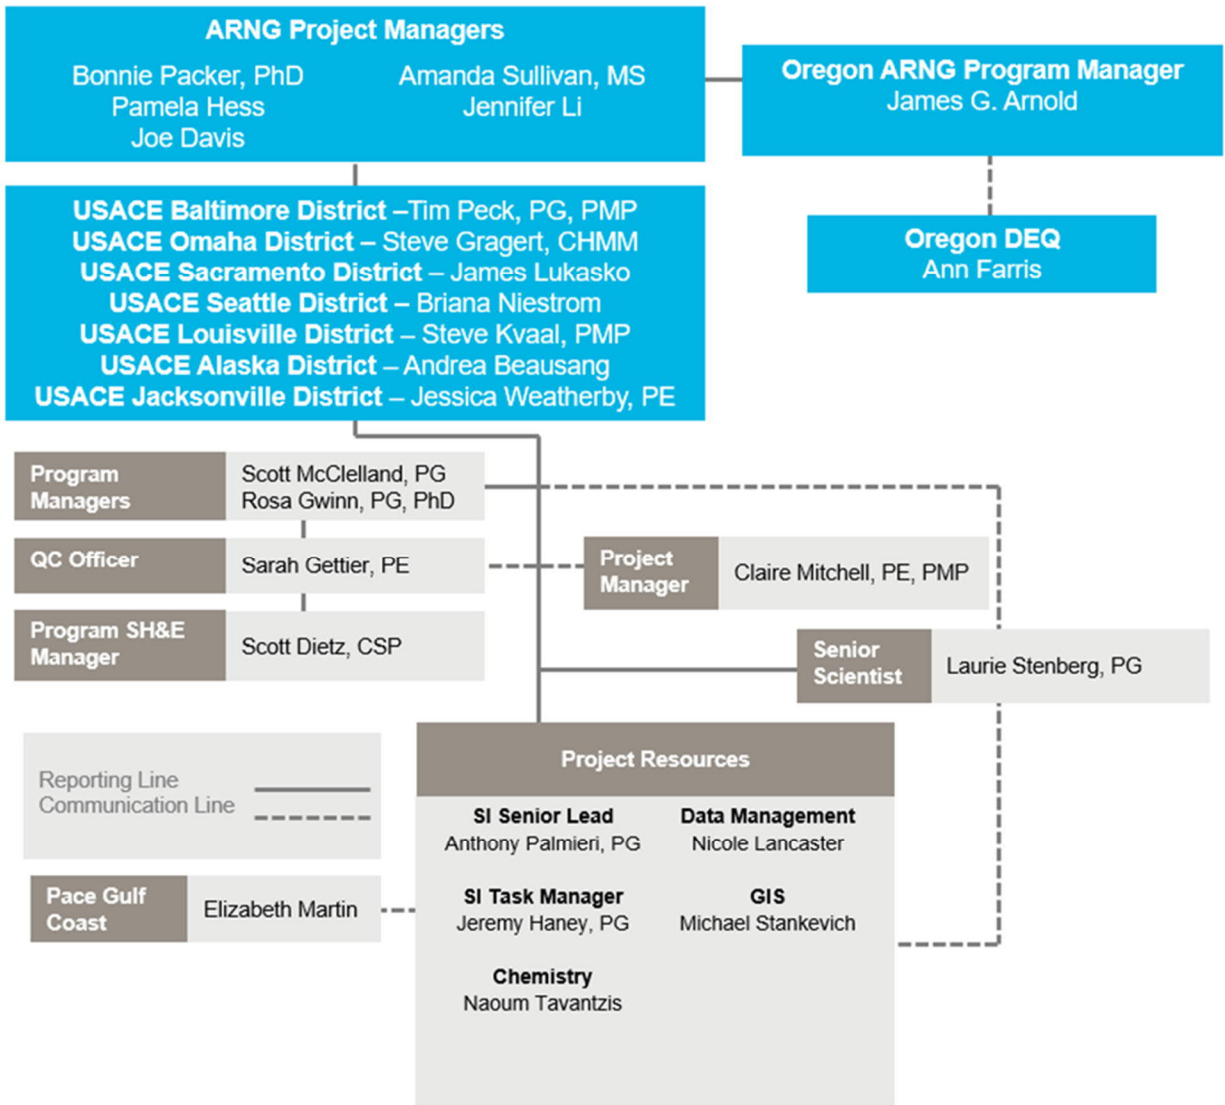 ARNG Project Managers
Bonnie Packer, PhD
Pamela Hess
Joe Davis
Amanda Sullivan, MS
Jennifer Li
Oregon ARNG Program Manager
James G. Arnold
Oregon DEQ
Ann Farris
USACE Baltimore District –Tim Peck, PG, PMP
USACE Omaha District – Steve Gragert, CHMM
USACE Sacramento District – James Lukasko
USACE Seattle District – Briana Niestrom
USACE Louisville District – Steve Kvaal, PMP
USACE Alaska District – Andrea Beausang
USACE Jacksonville District – Jessica Weatherby, PE
Program
Managers
Scott McClelland, PG
Rosa Gwinn, PG, PhD
QC Officer
Sarah Gettier, PE
Project
Manager
Claire Mitchell, PE, PMP
Program SH&E
Manager
Scott Dietz, CSP
Senior
Scientist
Laurie Stenberg, PG
Reporting Line
Communication Line
Pace Gulf
Coast
Elizabeth Martin
Project Resources
SI Senior Lead
Anthony Palmieri, PG
SI Task Manager
Jeremy Haney, PG
Chemistry
Naoum Tavantzis
Data Management
Nicole Lancaster
GIS
Michael Stankevich